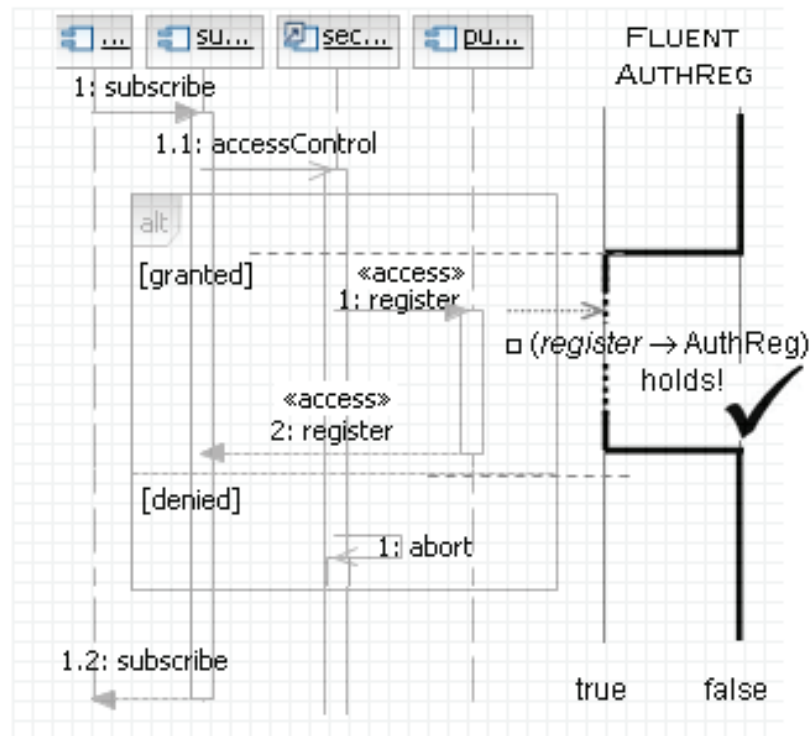 ...
su...
sec...
pu...
FLUENT
AUTHREG
1: subscribe
1.1: accessControl
alt
[granted]
«access»
1: register
□ (register → AuthReg)
holds!
«access»
2: register
[denied]
1: abort
1.2: subscribe
true
false